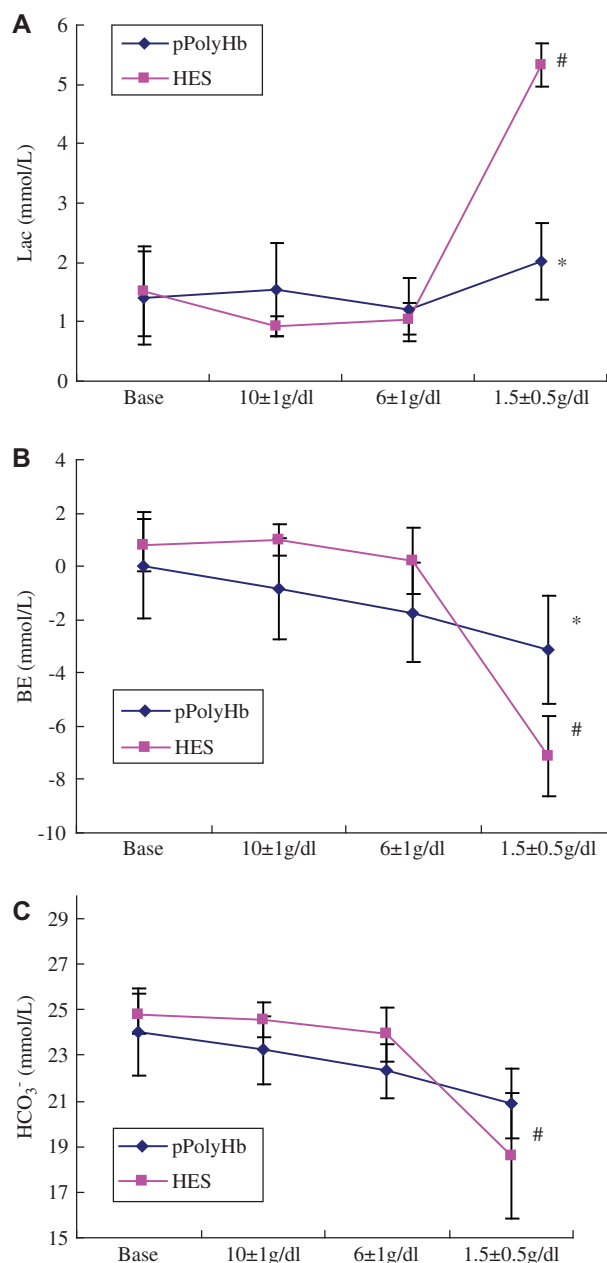 A
6
pPolyHb
HES
#
5
4
Lac (mmol/L)
3
2
*
1
0
Base 10±1g/dl 6±1g/dl 1.5±0.5g/dl
B
4
2
0
-2
*
BE (mmol/L)
-4
pPolyHb
-6
#
HES
-8
-10
Base 10±1g/dl 6±1g/dl 1.5±0.5g/dl
C
29
27
25
HCO₃⁻ (mmol/L)
23
21
pPolyHb
#
19
HES
17
15
Base 10±1g/dl 6±1g/dl 1.5±0.5g/dl